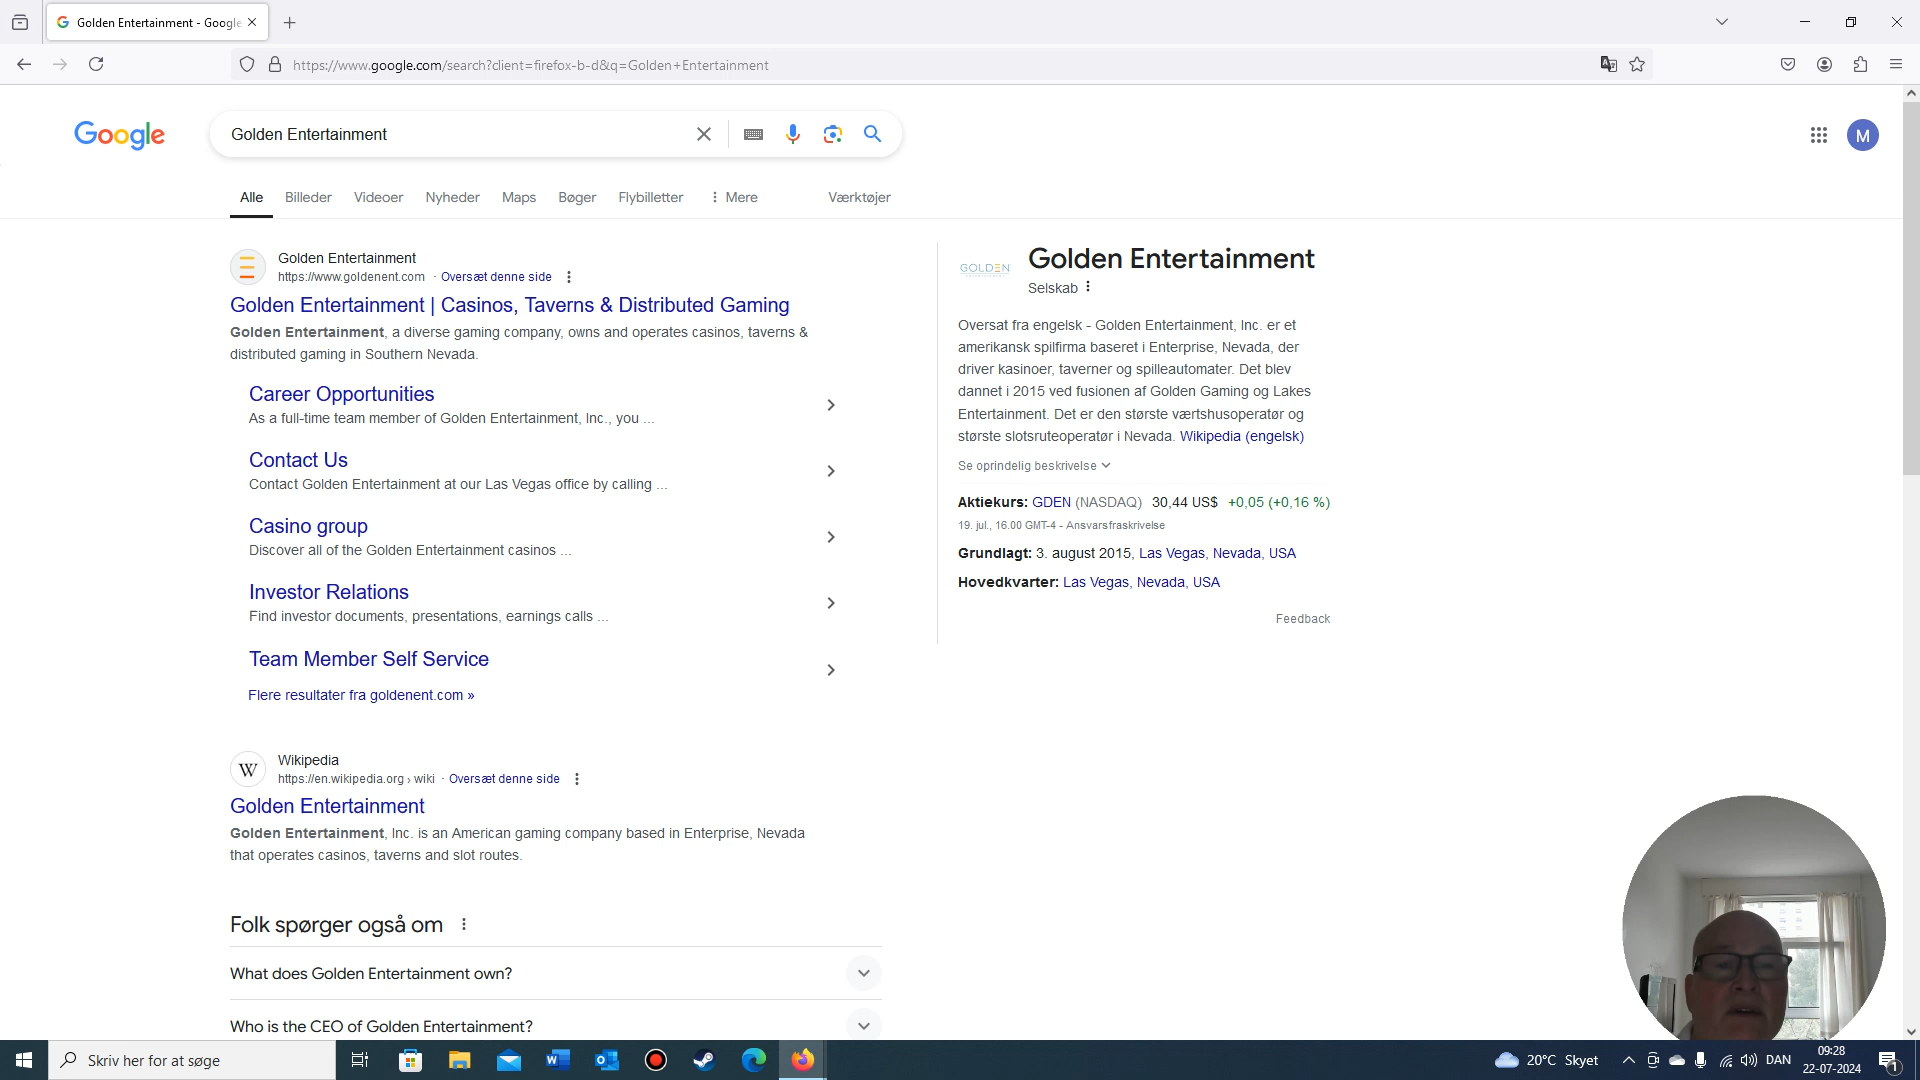 Golden Entertainment - Google
https://www.google.com/search?client=firefox-b-d&q=Golden+Entertainment
Google
Golden Entertainment
M
Alle Billeder Videoer Nyheder Maps Bøger Flybilletter Mere Værktøjer
Golden Entertainment
https://www.goldenent.com · Oversæt denne side
Golden Entertainment | Casinos, Taverns & Distributed Gaming
Golden Entertainment, a diverse gaming company, owns and operates casinos, taverns &
distributed gaming in Southern Nevada.
Career Opportunities
As a full-time team member of Golden Entertainment, Inc., you ...
Contact Us
Contact Golden Entertainment at our Las Vegas office by calling ...
Casino group
Discover all of the Golden Entertainment casinos ...
Investor Relations
Find investor documents, presentations, earnings calls ...
Team Member Self Service
Flere resultater fra goldenent.com »
W
Wikipedia
https://en.wikipedia.org › wiki · Oversæt denne side
Golden Entertainment
Golden Entertainment, Inc. is an American gaming company based in Enterprise, Nevada
that operates casinos, taverns and slot routes.
Folk spørger også om
What does Golden Entertainment own?
Who is the CEO of Golden Entertainment?
GOLDEN
Golden Entertainment
Selskab
Oversat fra engelsk - Golden Entertainment, Inc. er et
amerikansk spilfirma baseret i Enterprise, Nevada, der
driver kasinoer, taverner og spilleautomater. Det blev
dannet i 2015 ved fusionen af Golden Gaming og Lakes
Entertainment. Det er den største værtshusoperatør og
største slotsruteoperatør i Nevada. Wikipedia (engelsk)
Se oprindelig beskrivelse
Aktiekurs: GDEN (NASDAQ) 30,44 US$ +0,05 (+0,16 %)
19. jul., 16.00 GMT-4 - Ansvarsfraskrivelse
Grundlagt: 3. august 2015, Las Vegas, Nevada, USA
Hovedkvarter: Las Vegas, Nevada, USA
Feedback
Skriv her for at søge
20°C Skyet
DAN
09:28
22-07-2024
1